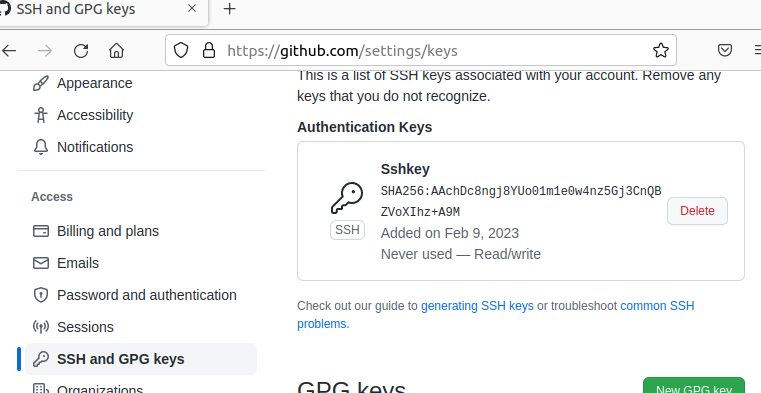 SSH and GPG keys
https://github.com/settings/keys
Appearance
Accessibility
Notifications
Access
Billing and plans
Emails
Password and authentication
Sessions
SSH and GPG keys
Organizations
This is a list of SSH keys associated with your account. Remove any
keys that you do not recognize.
Authentication Keys
Sshkey
SHA256:AAchDc8ngj8YUo01m1e0w4nz5Gj3CnQB
ZVoXIhz+A9M
SSH
Added on Feb 9, 2023
Never used — Read/write
Delete
Check out our guide to generating SSH keys or troubleshoot common SSH
problems.
GPG keys
New GPG key